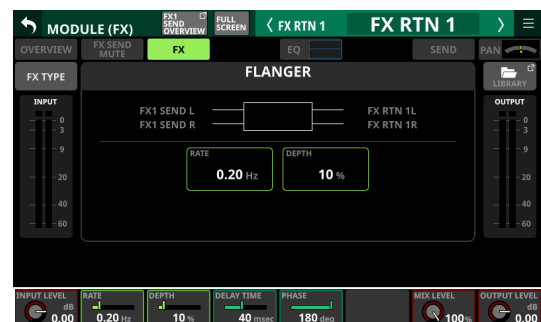 MODULE (FX)
FX1
SEND
OVERVIEW
FULL
SCREEN
FX RTN 1
FX RTN 1
OVERVIEW
FX SEND
MUTE
FX
EQ
SEND
PAN
FX TYPE
FLANGER
LIBRARY
INPUT
0
3
9
20
40
60
FX1 SEND L
FX1 SEND R
FX RTN 1L
FX RTN 1R
RATE
0.20 Hz
DEPTH
10 %
OUTPUT
0
3
9
20
40
60
INPUT LEVEL
dB
0.00
RATE
0.20 Hz
DEPTH
10 %
DELAY TIME
40 msec
PHASE
180 deg
MIX LEVEL
100%
OUTPUT LEVEL
dB
0.00